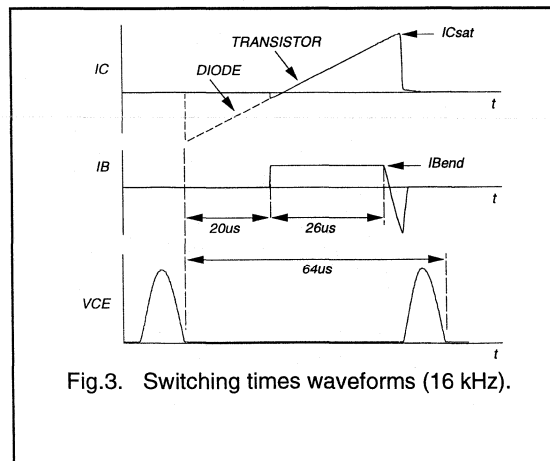 ICsat
TRANSISTOR
IC
DIODE
t
IB
IBend
t
20us
26us
64us
VCE
t
Fig.3. Switching times waveforms (16 kHz).